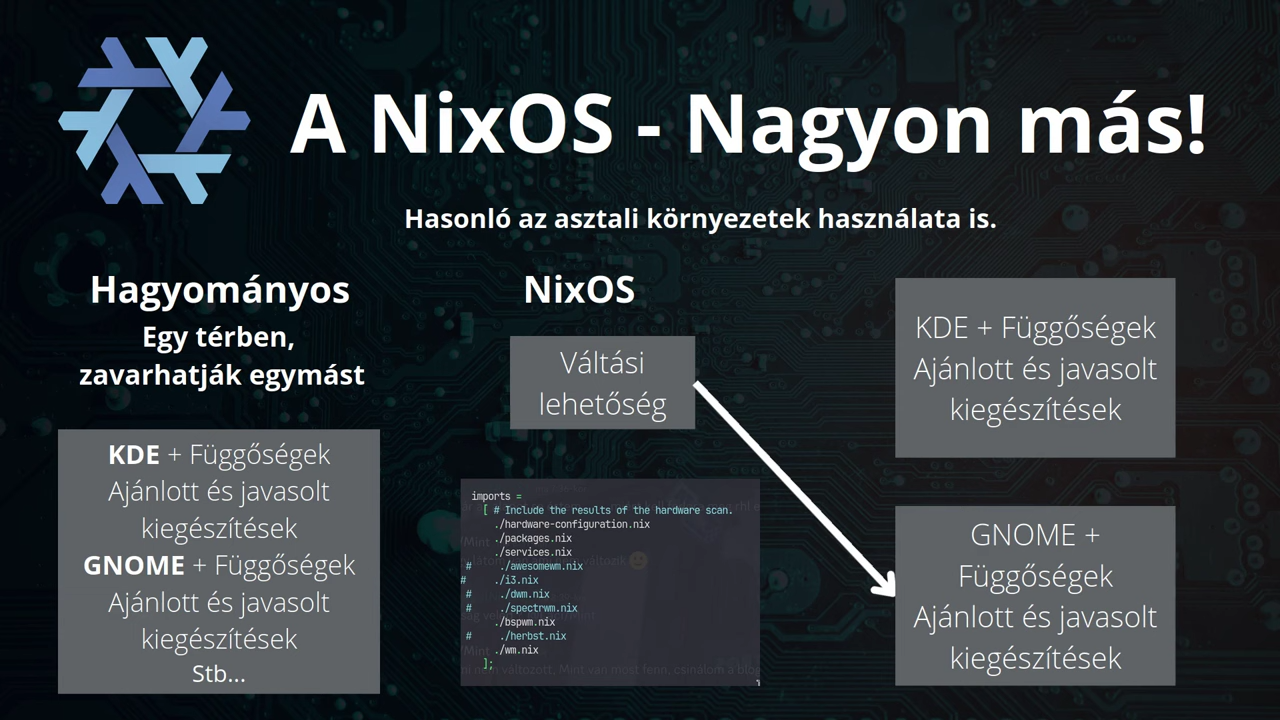 A NixOS - Nagyon más!
Hasonló az asztali környezetek használata is.
Hagyományos
Egy térben,
zavarhatják egymást
KDE + Függőségek
Ajánlott és javasolt
kiegészítések
GNOME + Függőségek
Ajánlott és javasolt
kiegészítések
Stb...
NixOS
Váltási
lehetőség
imports =
[ # Include the results of the hardware scan.
./hardware-configuration.nix
./packages.nix
./services.nix
# ./awesomewm.nix
# ./i3.nix
# ./dwm.nix
# ./spectrwm.nix
./bspwm.nix
# ./herbst.nix
./wm.nix
];
KDE + Függőségek
Ajánlott és javasolt
kiegészítések
GNOME +
Függőségek
Ajánlott és javasolt
kiegészítések